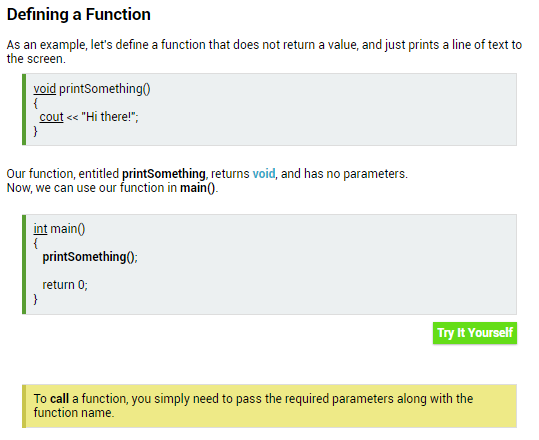 Defining a Function
As an example, let's define a function that does not return a value, and just prints a line of text to
the screen.
void printSomething()
{
cout << "Hi there!";
}
Our function, entitled printSomething, returns void, and has no parameters.
Now, we can use our function in main().
int main()
{
printSomething();
return 0;
}
Try It Yourself
To call a function, you simply need to pass the required parameters along with the
function name.